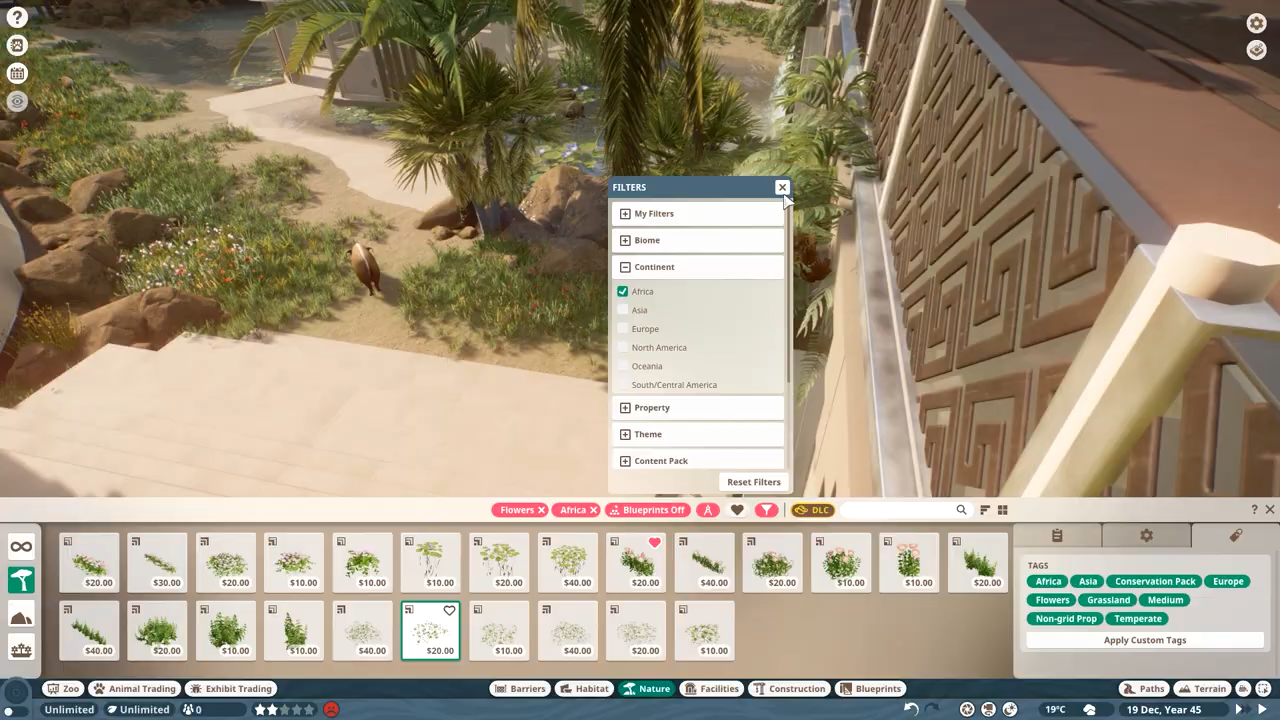 FILTERS
My Filters
Biome
Continent
Africa
Asia
Europe
North America
Oceania
South/Central America
Property
Theme
Content Pack
Reset Filters
Flowers Africa Blueprints Off DLC
$20.00 $30.00 $20.00 $10.00 $10.00 $10.00 $20.00 $40.00 $20.00 $40.00 $20.00 $10.00 $10.00 $20.00
$40.00 $20.00 $10.00 $10.00 $40.00 $20.00 $10.00 $40.00 $20.00 $10.00
TAGS
Africa Asia Conservation Pack Europe
Flowers Grassland Medium
Non-grid Prop Temperate
Apply Custom Tags
Zoo Animal Trading Exhibit Trading Barriers Habitat Nature Facilities Construction Blueprints Paths Terrain
Unlimited Unlimited 0 19°C 19 Dec, Year 45